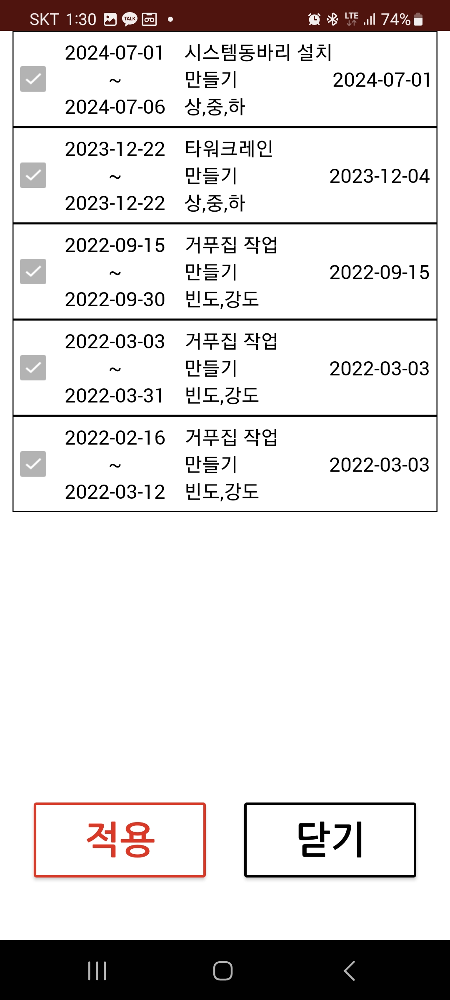 SKT 1:30 TALK LTE 74%
2024-07-01 시스템동바리 설치
~ 만들기 2024-07-01
2024-07-06 상,중,하
2023-12-22 타워크레인
~ 만들기 2023-12-04
2023-12-22 상,중,하
2022-09-15 거푸집 작업
~ 만들기 2022-09-15
2022-09-30 빈도,강도
2022-03-03 거푸집 작업
~ 만들기 2022-03-03
2022-03-31 빈도,강도
2022-02-16 거푸집 작업
~ 만들기 2022-03-03
2022-03-12 빈도,강도
적용 닫기